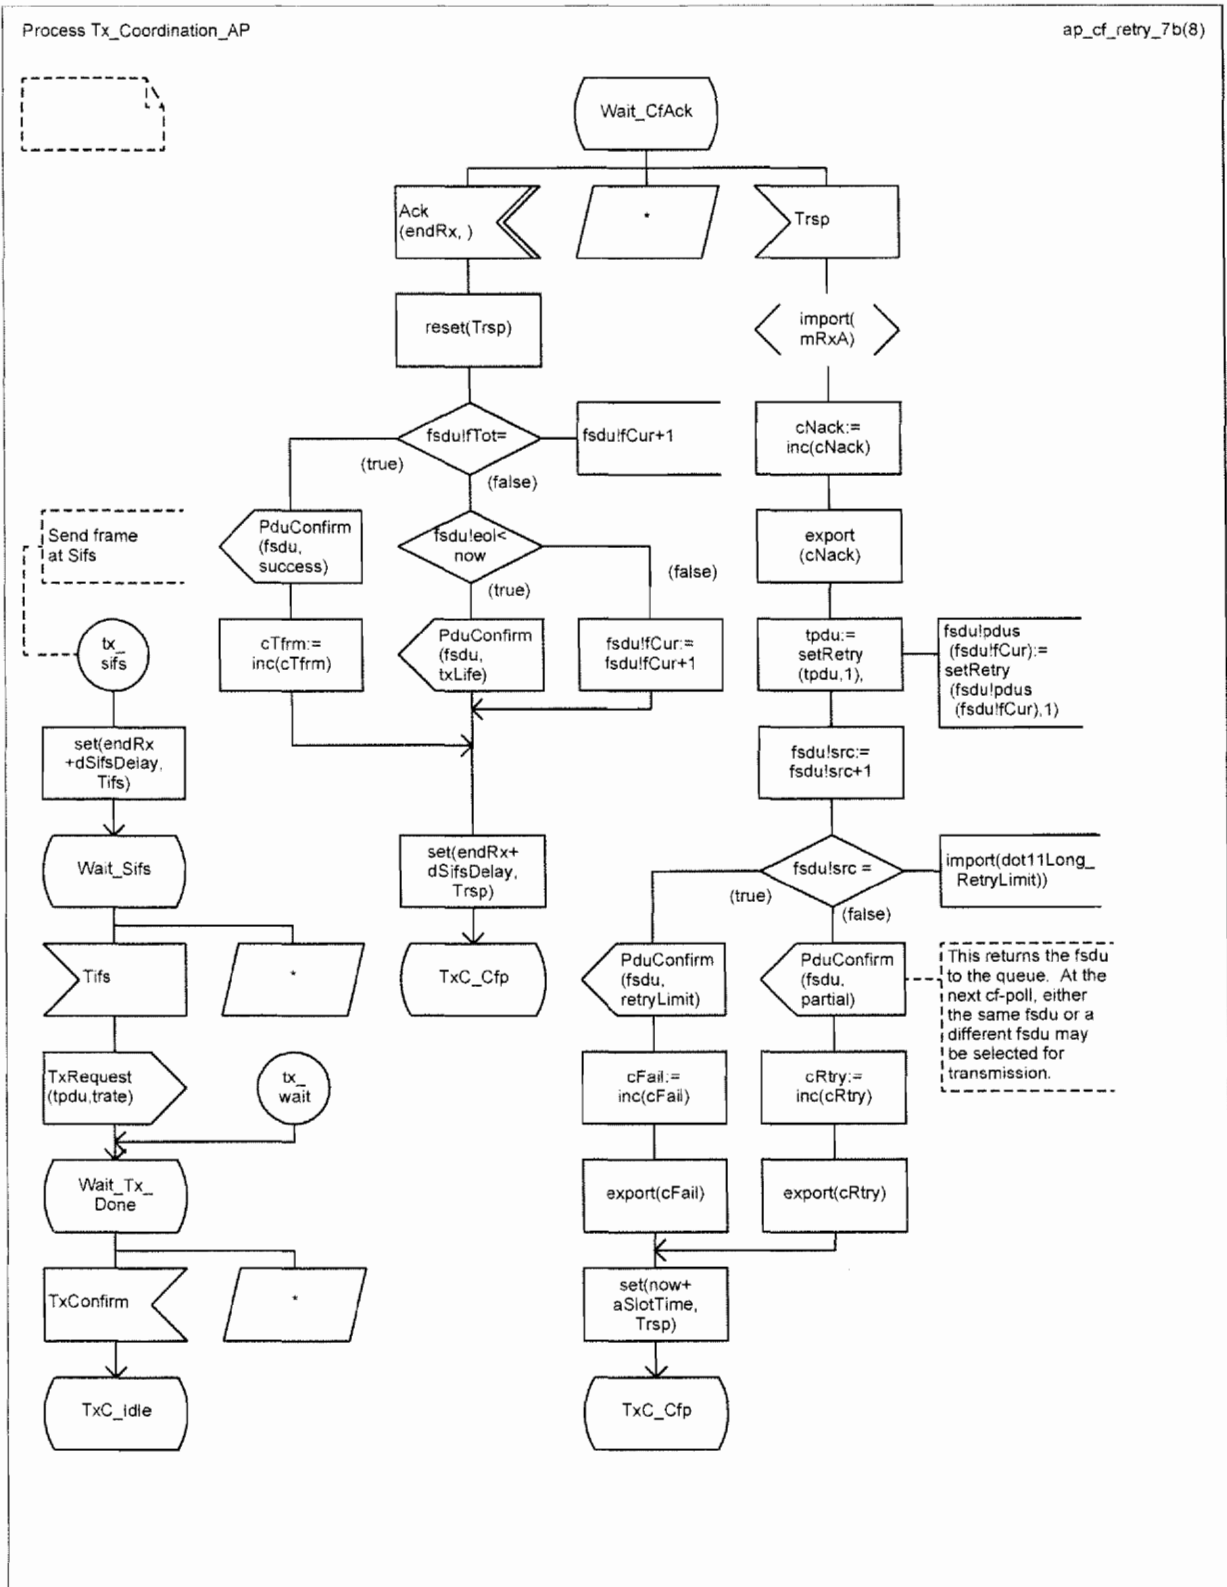 Process Tx_Coordination_AP
ap_cf_retry_7b(8)
Wait_CfAck
Ack
(endRx, )
*
Trsp
reset(Trsp)
import(
mRxA)
fsdu!fTot=
fsdu!fCur+1
(true)
(false)
cNack:=
inc(cNack)
Send frame
at Sifs
PduConfirm
(fsdu,
success)
fsdu!eol<
now
(false)
(true)
export
(cNack)
tx_
sifs
cTfrm:=
inc(cTfrm)
PduConfirm
(fsdu,
txLife)
fsdu!fCur:=
fsdu!fCur+1
tpdu:=
setRetry
(tpdu,1),
fsdu!pdus
(fsdu!fCur):=
setRetry
(fsdu!pdus
(fsdu!fCur),1)
set(endRx
+dSifsDelay,
Tifs)
fsdu!src:=
fsdu!src+1
Wait_Sifs
set(endRx+
dSifsDelay,
Trsp)
fsdu!src =
import(dot11Long_
RetryLimit))
(true)
(false)
Tifs
*
TxC_Cfp
PduConfirm
(fsdu,
retryLimit)
PduConfirm
(fsdu,
partial)
This returns the fsdu
to the queue. At the
next cf-poll, either
the same fsdu or a
different fsdu may
be selected for
transmission.
TxRequest
(tpdu,trate)
tx_
wait
cFail:=
inc(cFail)
cRtry:=
inc(cRtry)
Wait_Tx_
Done
export(cFail)
export(cRtry)
TxConfirm
*
set(now+
aSlotTime,
Trsp)
TxC_Idle
TxC_Cfp